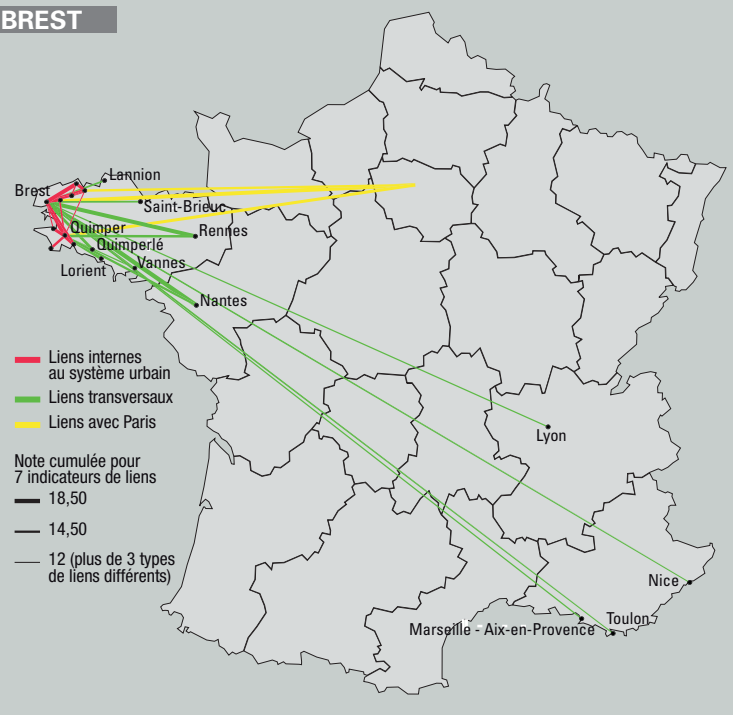 BREST
Lannion
Brest
Saint-Brieuc
Quimper
Rennes
Quimperlé
Vannes
Lorient
Nantes
Liens internes
au système urbain
Liens transversaux
Liens avec Paris
Lyon
Note cumulée pour
7 indicateurs de liens
18,50
14,50
12 (plus de 3 types
de liens différents)
Nice
Toulon
Marseille - Aix-en-Provence